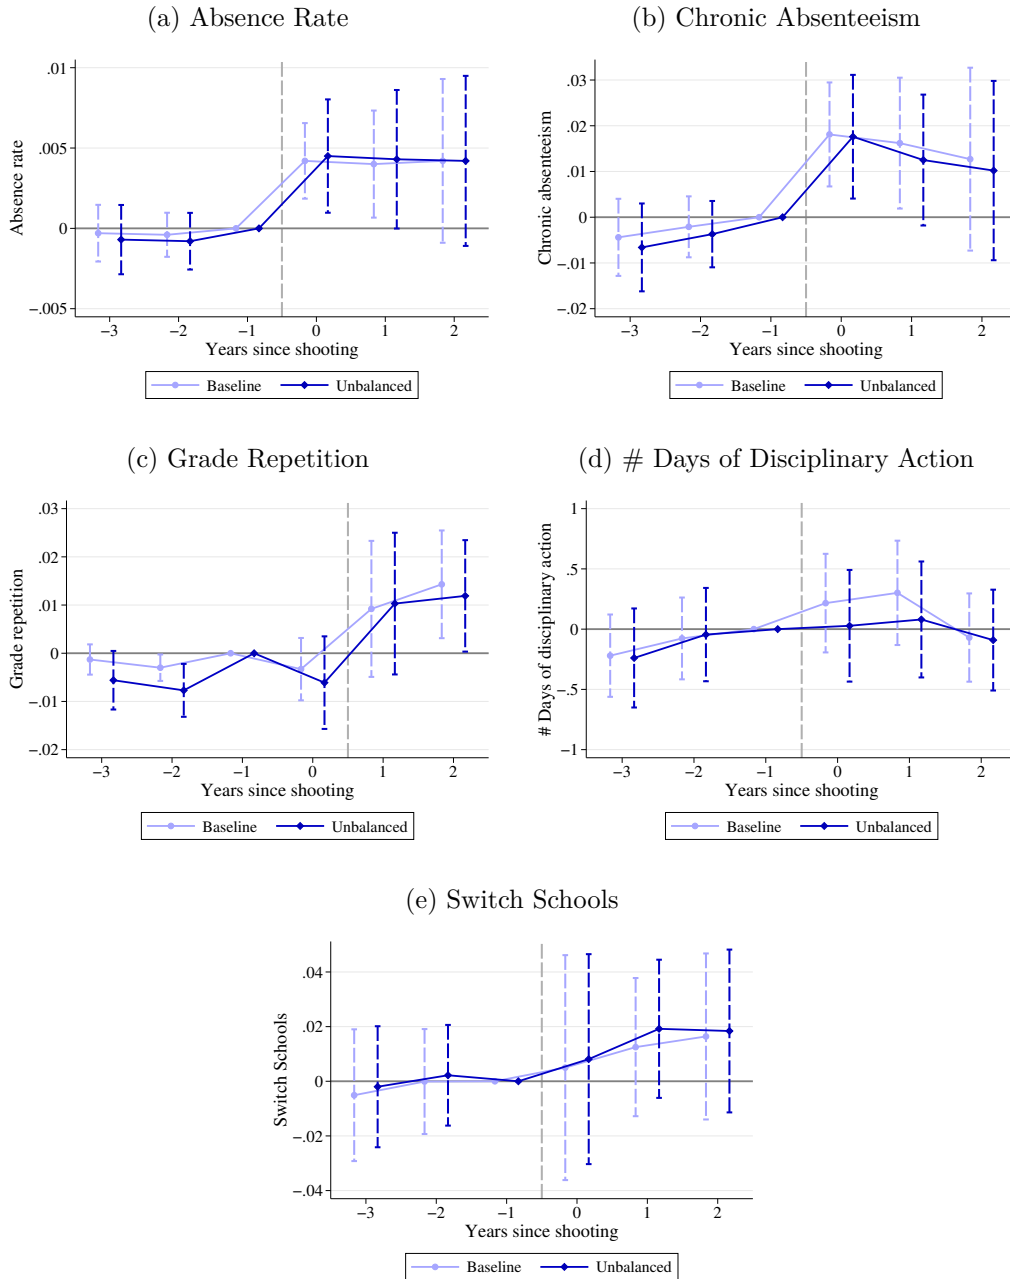 (a) Absence Rate
.01
.005
0
−.005
Absence rate
−3 −2 −1 0 1 2
Years since shooting
Baseline Unbalanced
(b) Chronic Absenteeism
.03
.02
.01
0
−.01
−.02
Chronic absenteeism
−3 −2 −1 0 1 2
Years since shooting
Baseline Unbalanced
(c) Grade Repetition
.03
.02
.01
0
−.01
−.02
Grade repetition
−3 −2 −1 0 1 2
Years since shooting
Baseline Unbalanced
(d) # Days of Disciplinary Action
1
.5
0
−.5
−1
# Days of disciplinary action
−3 −2 −1 0 1 2
Years since shooting
Baseline Unbalanced
(e) Switch Schools
.04
.02
0
−.02
−.04
Switch Schools
−3 −2 −1 0 1 2
Years since shooting
Baseline Unbalanced